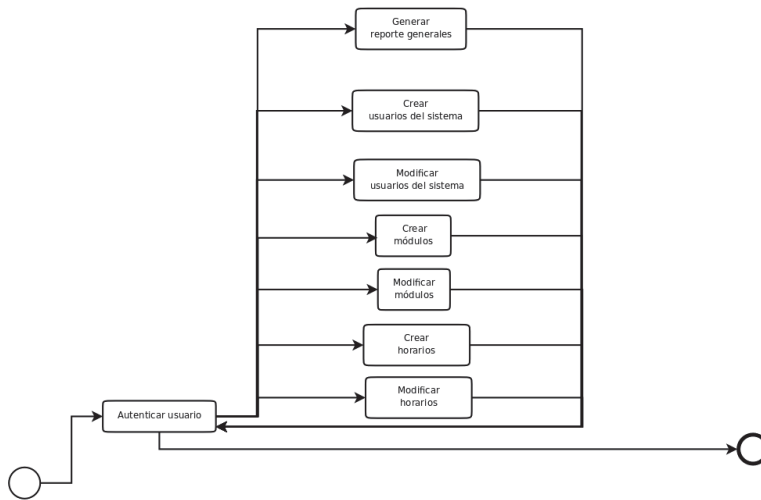 Generar
reporte generales
Crear
usuarios del sistema
Modificar
usuarios del sistema
Crear
módulos
Modificar
módulos
Crear
horarios
Modificar
horarios
Autenticar usuario